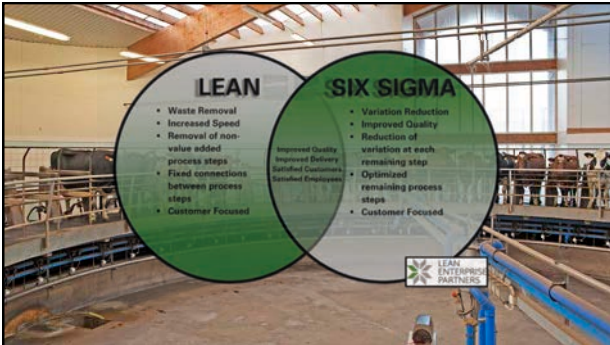 LEAN
• Waste Removal
• Increased Speed
• Removal of non-
value added
process steps
• Fixed connections
between process
steps
• Customer Focused
Improved Quality
Improved Delivery
Satisfied Customers
Satisfied Employees
SIX SIGMA
• Variation Reduction
• Improved Quality
• Reduction of
variation at each
remaining step
• Optimized
remaining process
steps
• Customer Focused
LEAN
ENTERPRISE
PARTNERS